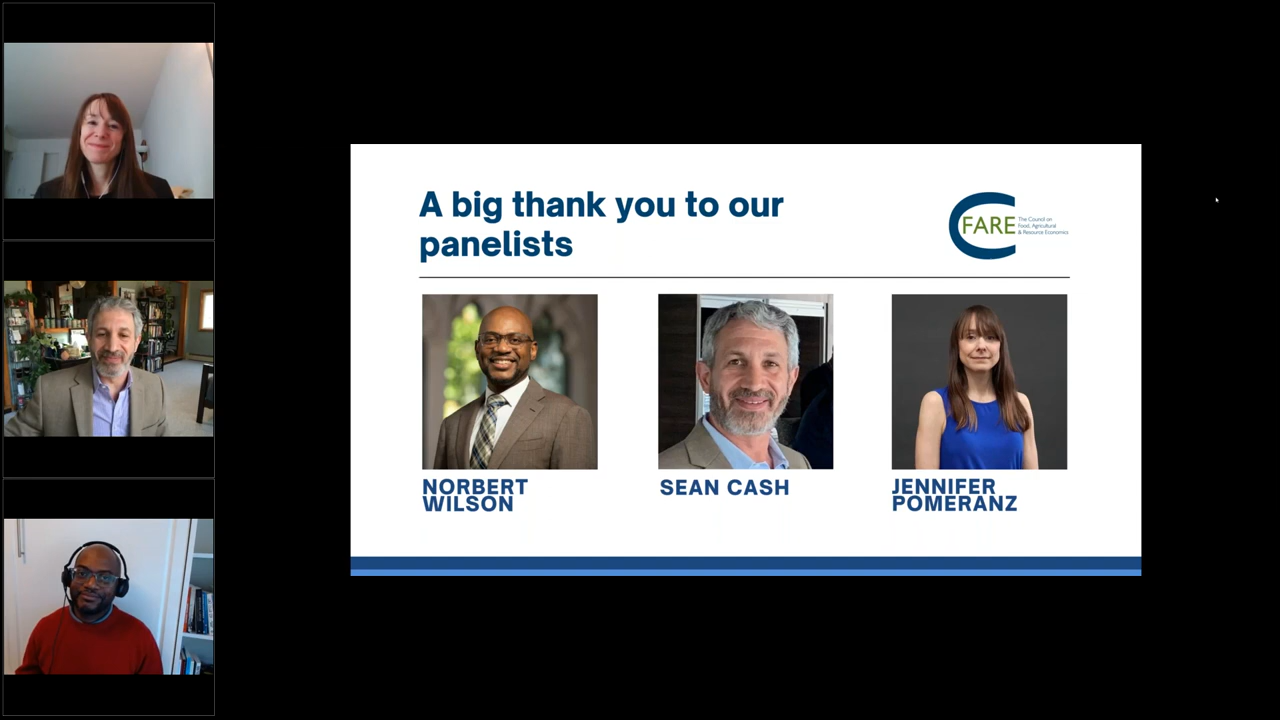 A big thank you to our
panelists
FARE
The Council on
Food, Agricultural
& Resource Economics
NORBERT
WILSON
SEAN CASH
JENNIFER
POMERANZ